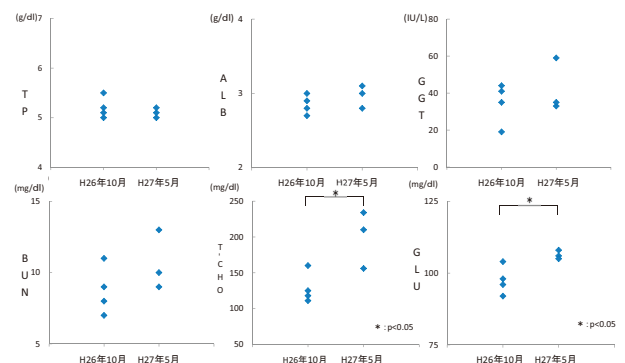 (g/dl)
7
6
5
4
T
P
H26年10月
H27年5月
(g/dl)
4
3
2
A
L
B
H26年10月
H27年5月
(IU/L)
80
60
40
20
0
G
G
T
H26年10月
H27年5月
(mg/dl)
15
10
5
B
U
N
H26年10月
H27年5月
(mg/dl)
250
200
150
100
50
T
-
C
H
O
*
* : p<0.05
H26年10月
H27年5月
(mg/dl)
125
100
75
G
L
U
*
* : p<0.05
H26年10月
H27年5月